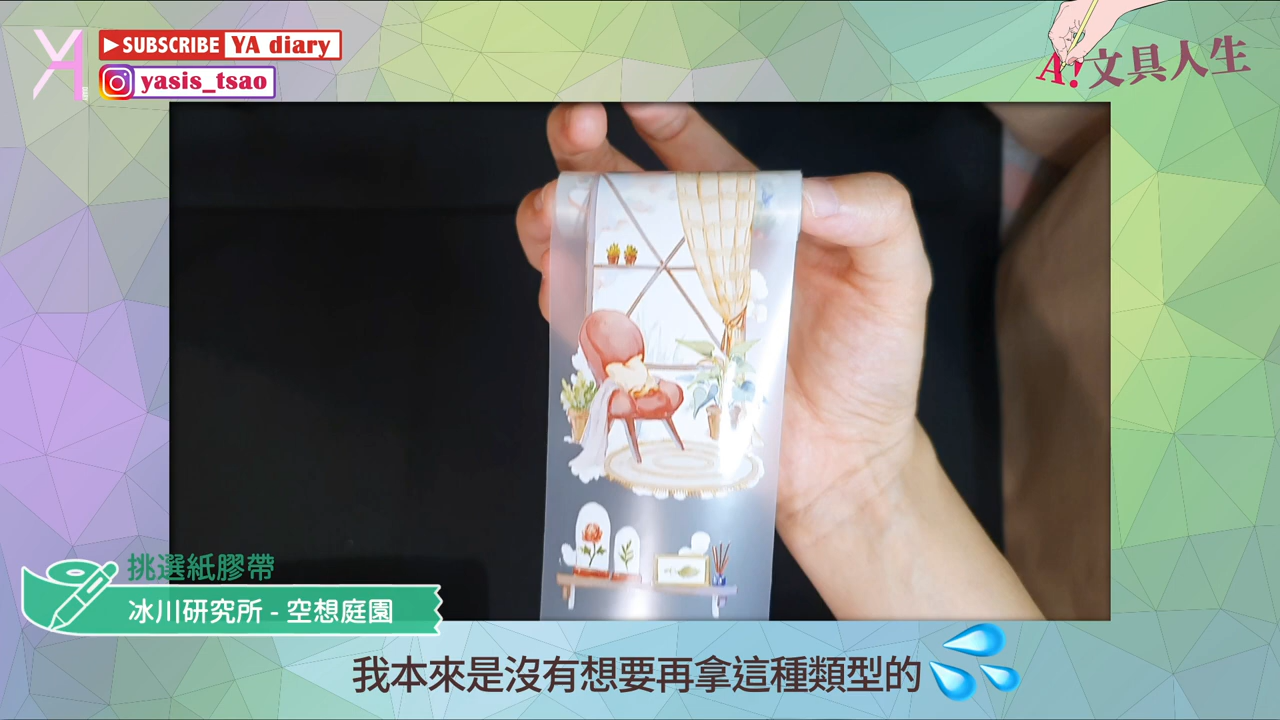 SUBSCRIBE YA diary
yasis_tsao
A!文具人生
挑選紙膠帶
冰川研究所 - 空想庭園
我本來是沒有想要再拿這種類型的